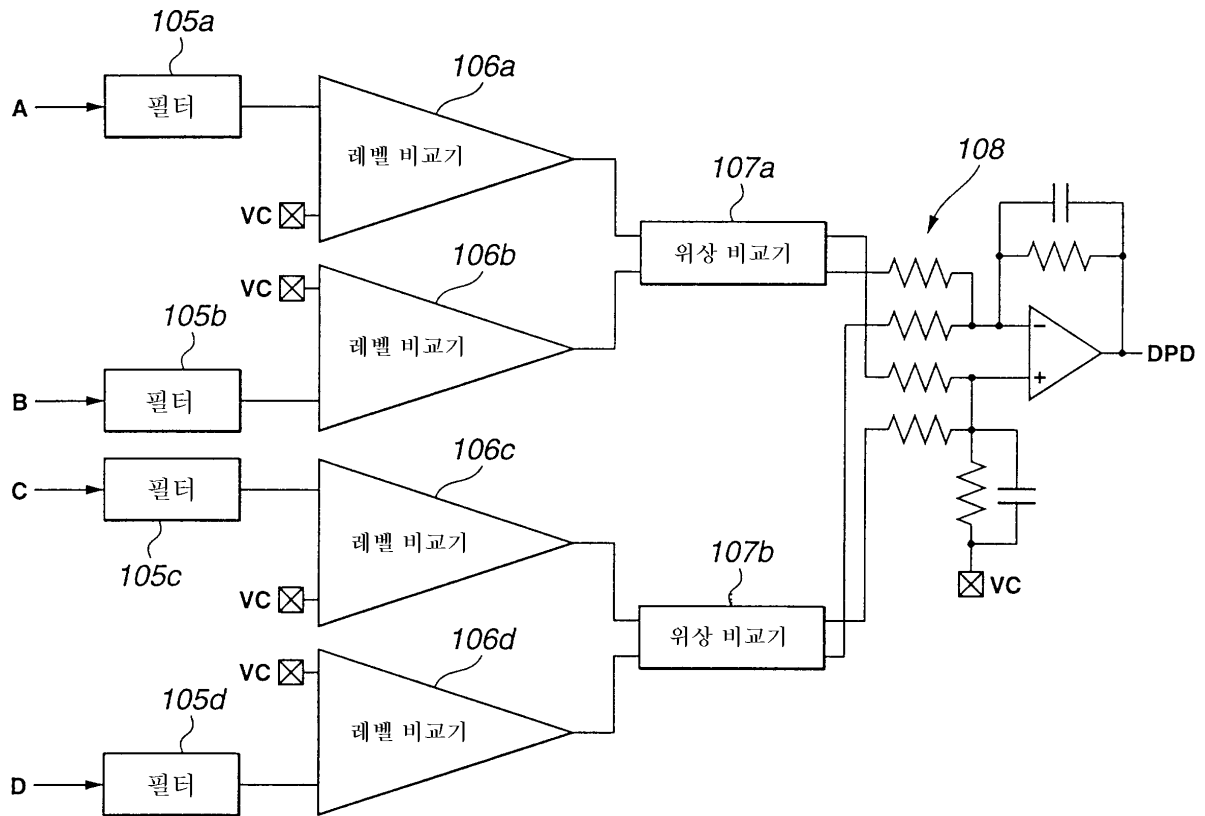 105a
A
필터
106a
레벨 비교기
VC
107a
위상 비교기
108
VC
106b
레벨 비교기
105b
B
필터
-
+
DPD
C
필터
105c
106c
레벨 비교기
VC
107b
위상 비교기
VC
VC
106d
레벨 비교기
105d
D
필터